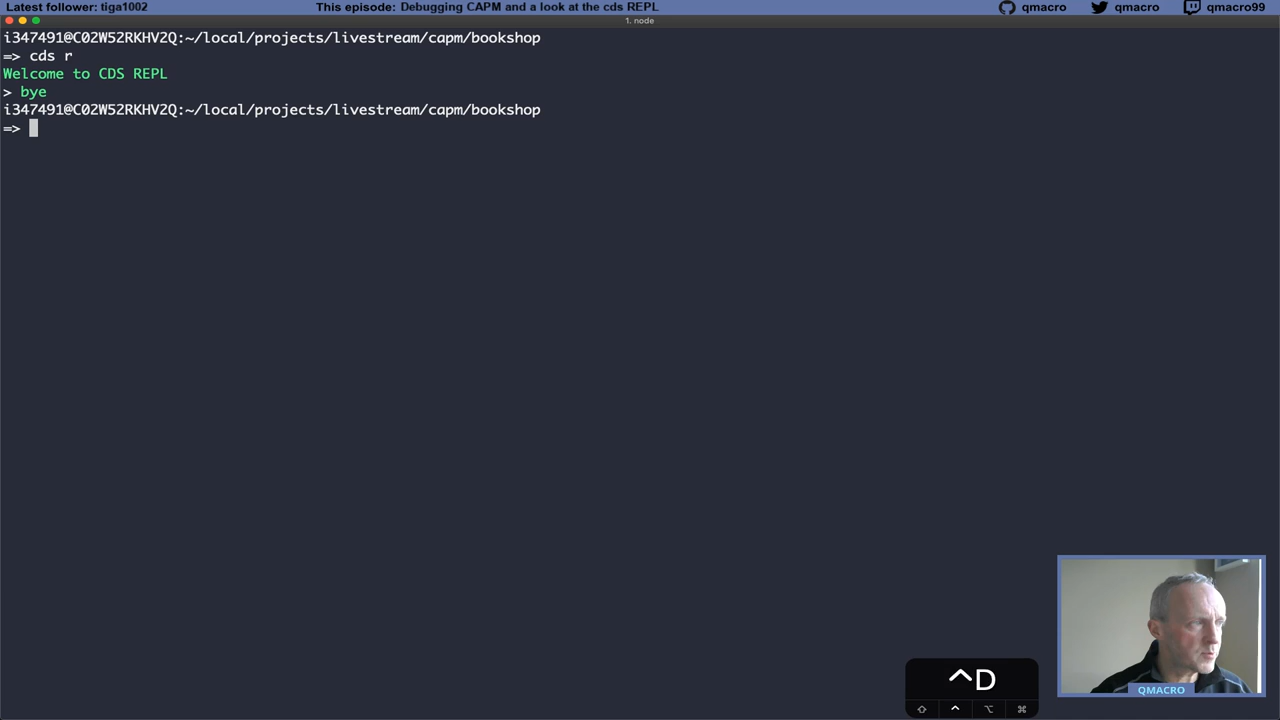 Latest follower: tiga1002 This episode: Debugging CAPM and a look at the cds REPL qmacro qmacro qmacro99
1. node
i347491@C02W52RKHV2Q:~/local/projects/livestream/capm/bookshop
=> cds r
Welcome to CDS REPL
> bye
i347491@C02W52RKHV2Q:~/local/projects/livestream/capm/bookshop
=>
^D
QMACRO